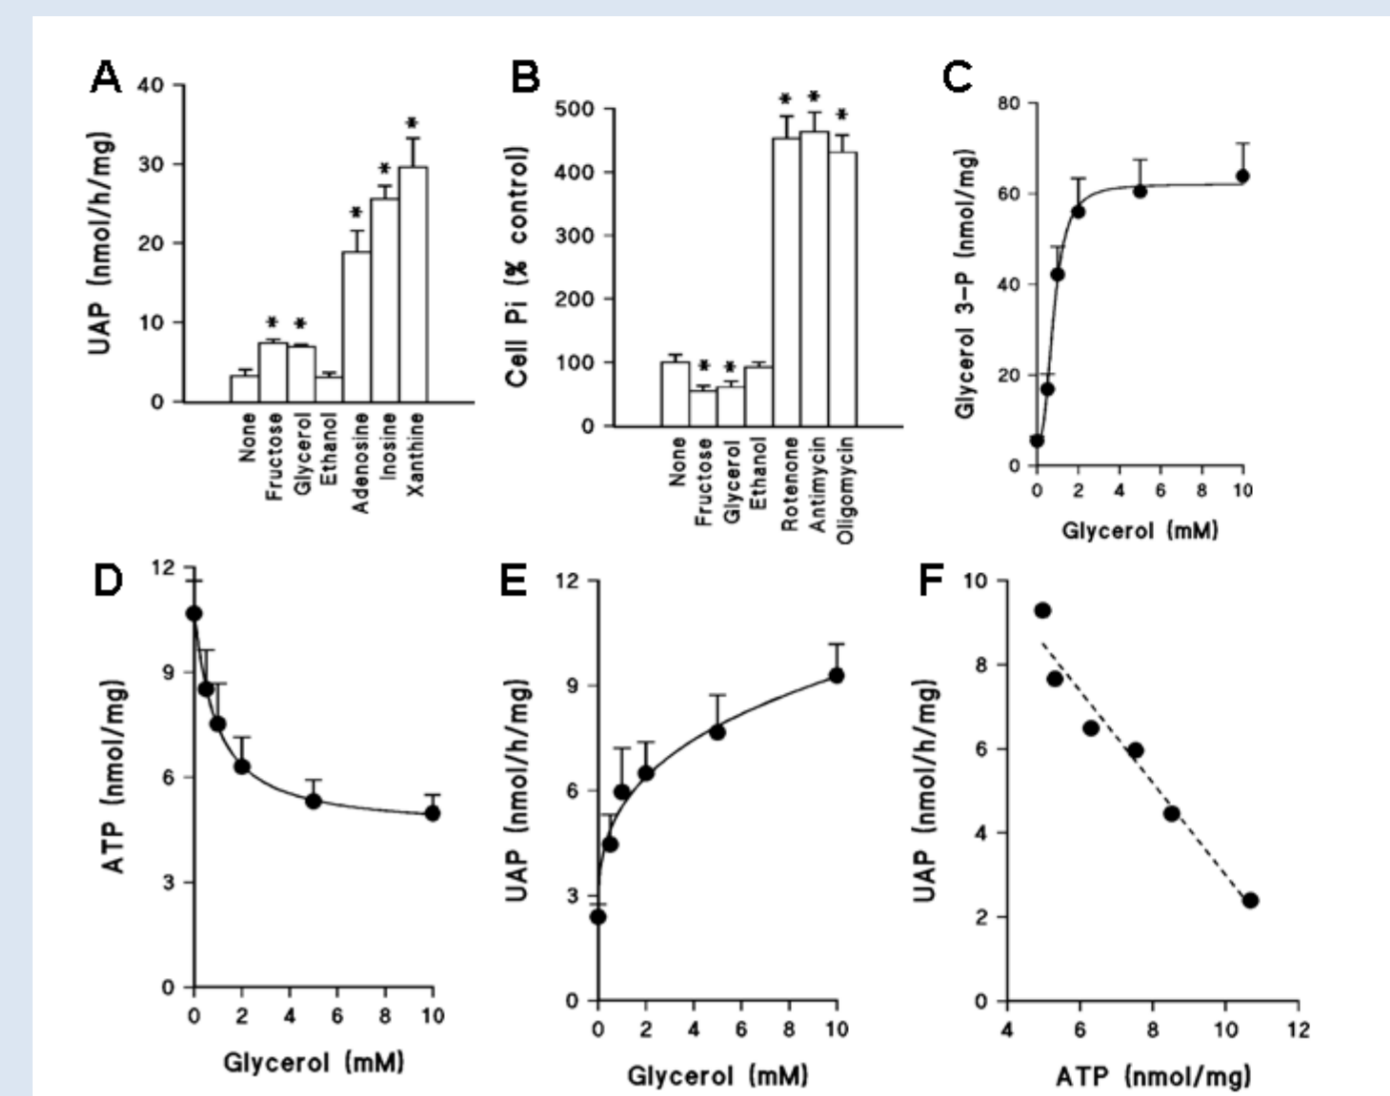 A
UAP (nmol/h/mg)
40
30
20
10
0
* * * * *
None
Fructose
Glycerol
Ethanol
Adenosine
Inosine
Xanthine
B
Cell Pi (% control)
500
400
300
200
100
0
* * * * *
None
Fructose
Glycerol
Ethanol
Rotenone
Antimycin
Oligomycin
C
Glycerol 3-P (nmol/mg)
80
60
40
20
0
0 2 4 6 8 10
Glycerol (mM)
D
ATP (nmol/mg)
12
9
6
3
0
0 2 4 6 8 10
Glycerol (mM)
E
UAP (nmol/h/mg)
12
9
6
3
0
0 2 4 6 8 10
Glycerol (mM)
F
UAP (nmol/h/mg)
10
8
6
4
2
0
4 6 8 10 12
ATP (nmol/mg)